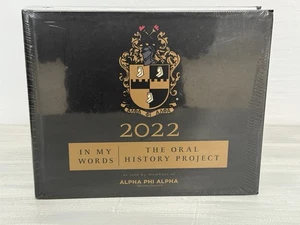 2022
IN MY
WORDS
THE ORAL
HISTORY PROJECT
ALPHA PHI ALPHA